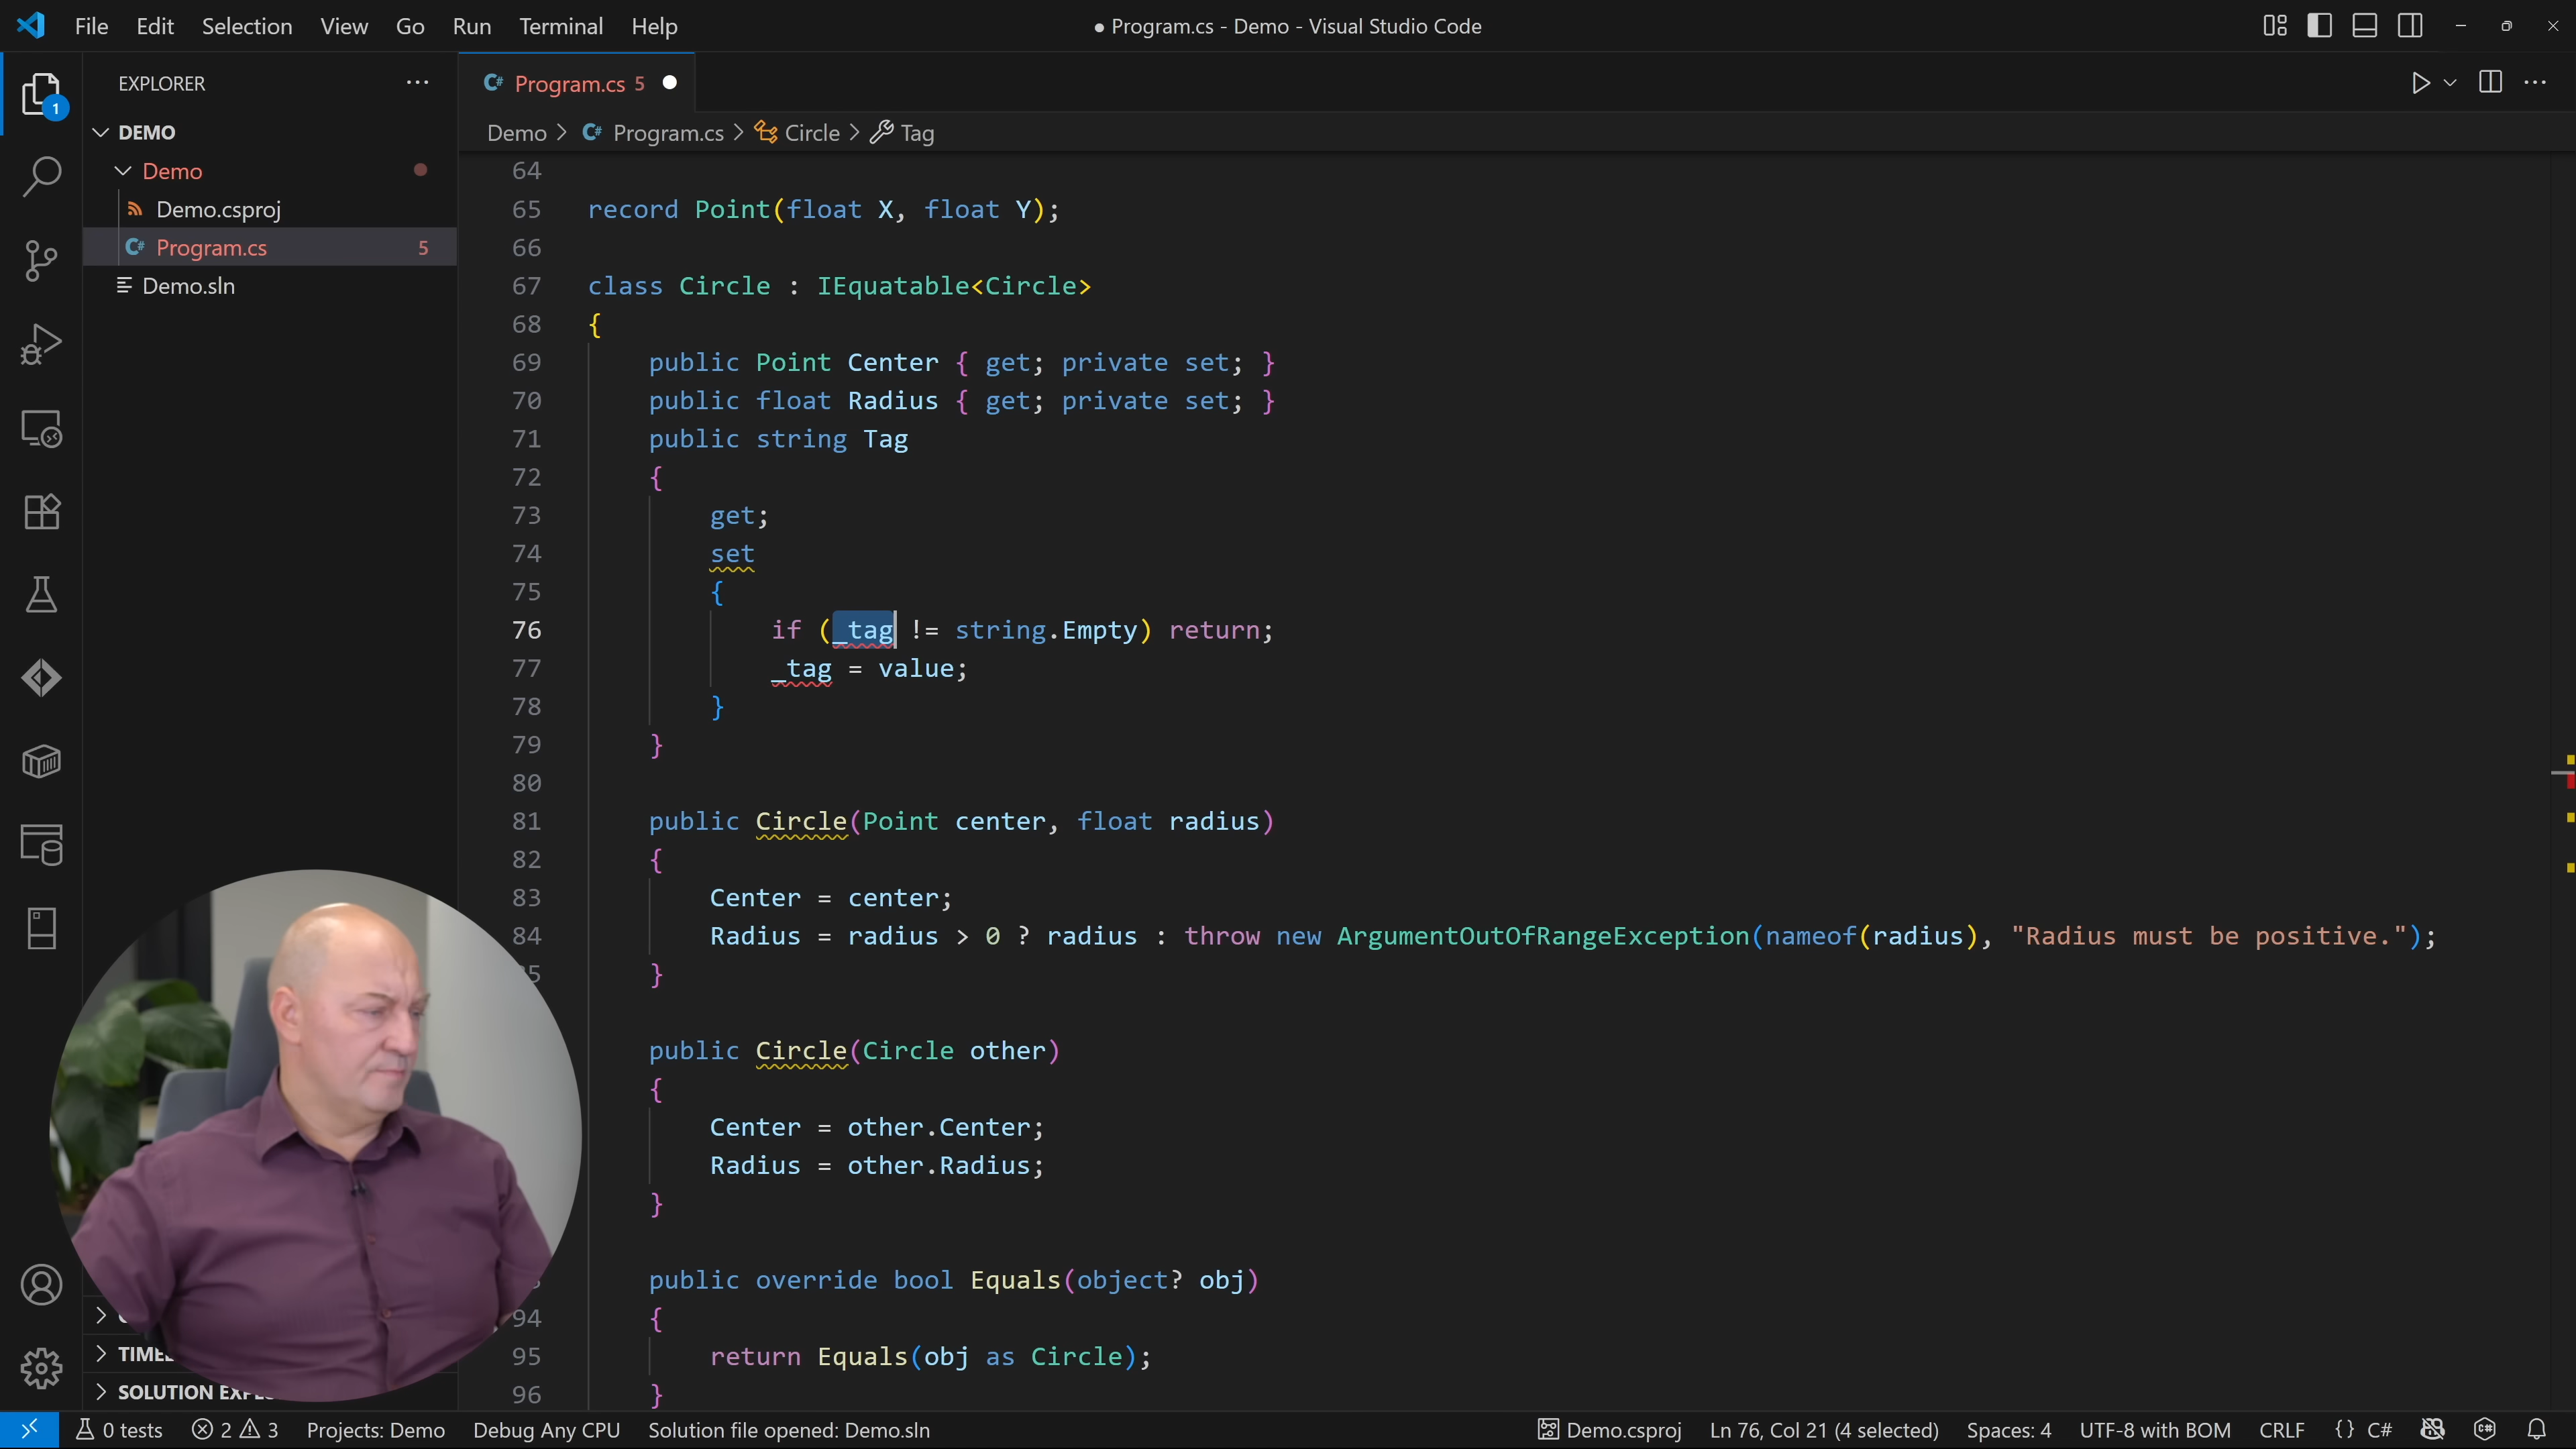 File Edit Selection View Go Run Terminal Help
● Program.cs - Demo - Visual Studio Code
EXPLORER
1
DEMO
Demo
Demo.csproj
C# Program.cs 5
Demo.sln
C# Program.cs 5
Demo > C# Program.cs > Circle > Tag
64
65 record Point(float X, float Y);
66
67 class Circle : IEquatable<Circle>
68 {
69 public Point Center { get; private set; }
70 public float Radius { get; private set; }
71 public string Tag
72 {
73 get;
74 set
75 {
76 if (_tag != string.Empty) return;
77 _tag = value;
78 }
79 }
80
81 public Circle(Point center, float radius)
82 {
83 Center = center;
84 Radius = radius > 0 ? radius : throw new ArgumentOutOfRangeException(nameof(radius), "Radius must be positive.");
5 }
public Circle(Circle other)
{
Center = other.Center;
Radius = other.Radius;
}
public override bool Equals(object? obj)
94 {
95 return Equals(obj as Circle);
96 }
SOLUTION
0 tests
2 3
Projects: Demo
Debug Any CPU
Solution file opened: Demo.sln
Demo.csproj
Ln 76, Col 21 (4 selected)
Spaces: 4
UTF-8 with BOM
CRLF
{} C#